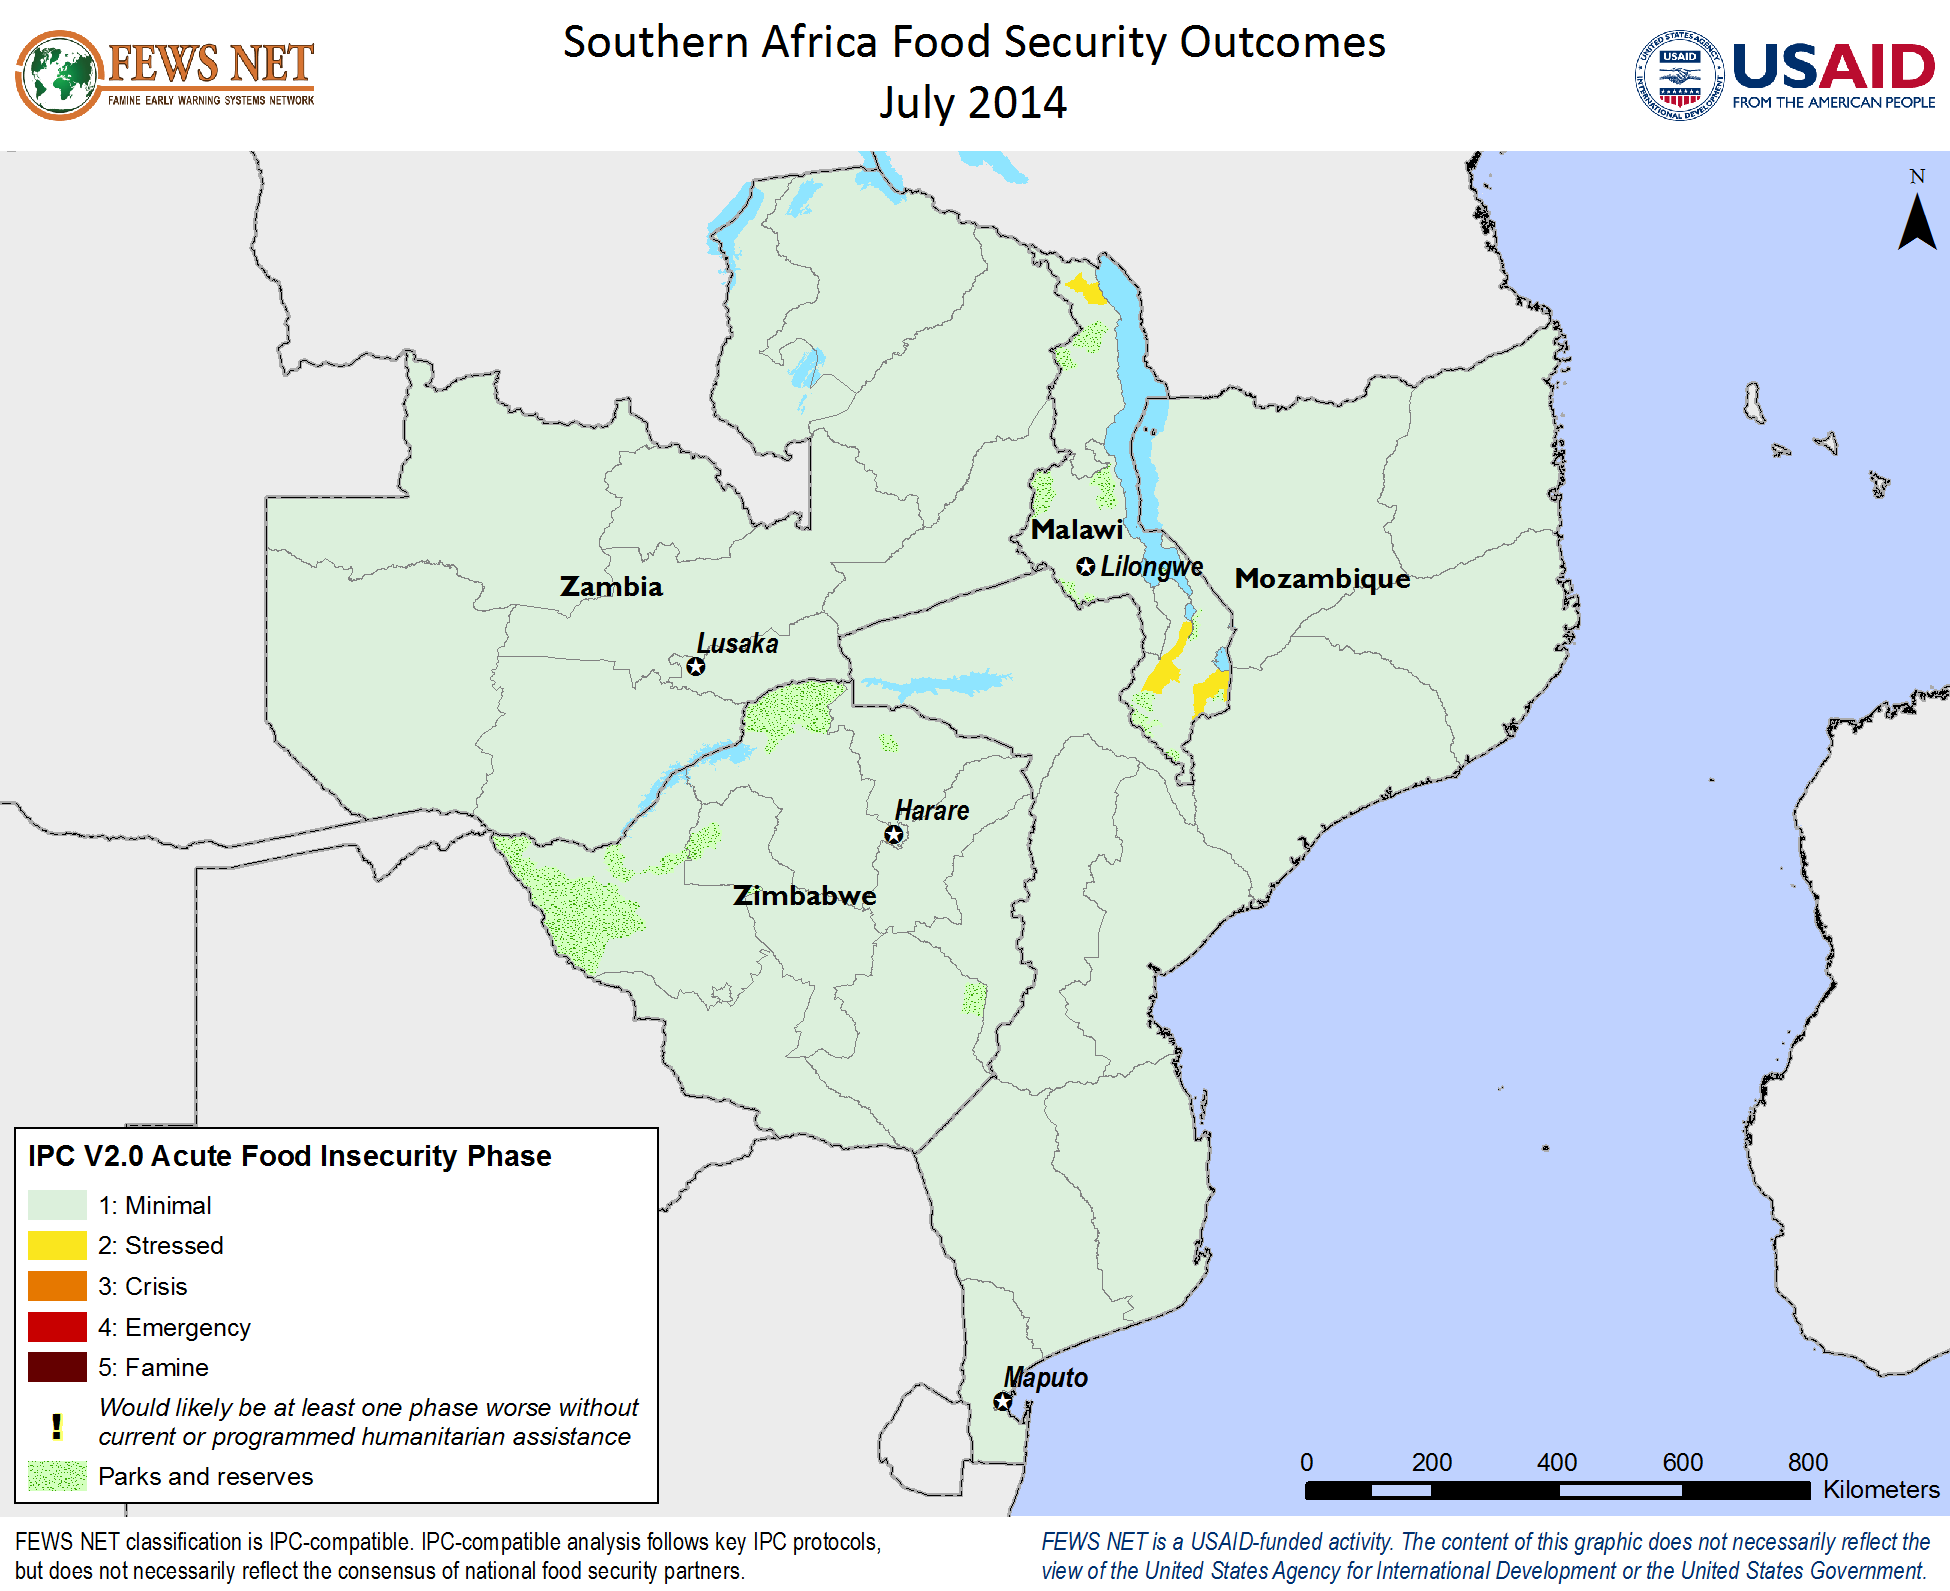 FEWS NET
FAMINE EARLY WARNING SYSTEMS NETWORK
Southern Africa Food Security Outcomes
July 2014
UNITED STATES AGENCY
USAID
INTERNATIONAL DEVELOPMENT
USAID
FROM THE AMERICAN PEOPLE
N
Malawi
Lilongwe
Zambia
Mozambique
Lusaka
Harare
Zimbabwe
Maputo
IPC V2.0 Acute Food Insecurity Phase
1: Minimal
2: Stressed
3: Crisis
4: Emergency
5: Famine
! Would likely be at least one phase worse without
current or programmed humanitarian assistance
Parks and reserves
0 200 400 600 800
Kilometers
FEWS NET classification is IPC-compatible. IPC-compatible analysis follows key IPC protocols,
but does not necessarily reflect the consensus of national food security partners.
FEWS NET is a USAID-funded activity. The content of this graphic does not necessarily reflect the
view of the United States Agency for International Development or the United States Government.